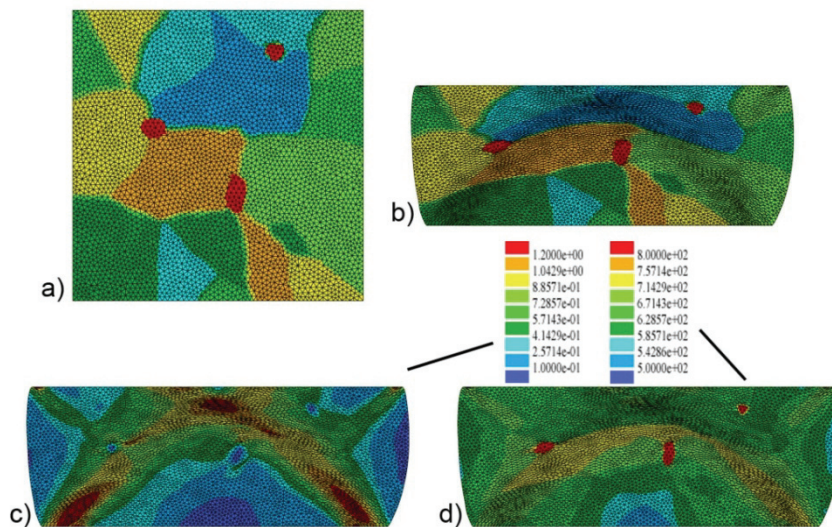 a)
b)
1.2000e+00
1.0429e+00
8.8571e-01
7.2857e-01
5.7143e-01
4.1429e-01
2.5714e-01
1.0000e-01
8.0000e+02
7.5714e+02
7.1429e+02
6.7143e+02
6.2857e+02
5.8571e+02
5.4286e+02
5.0000e+02
c)
d)